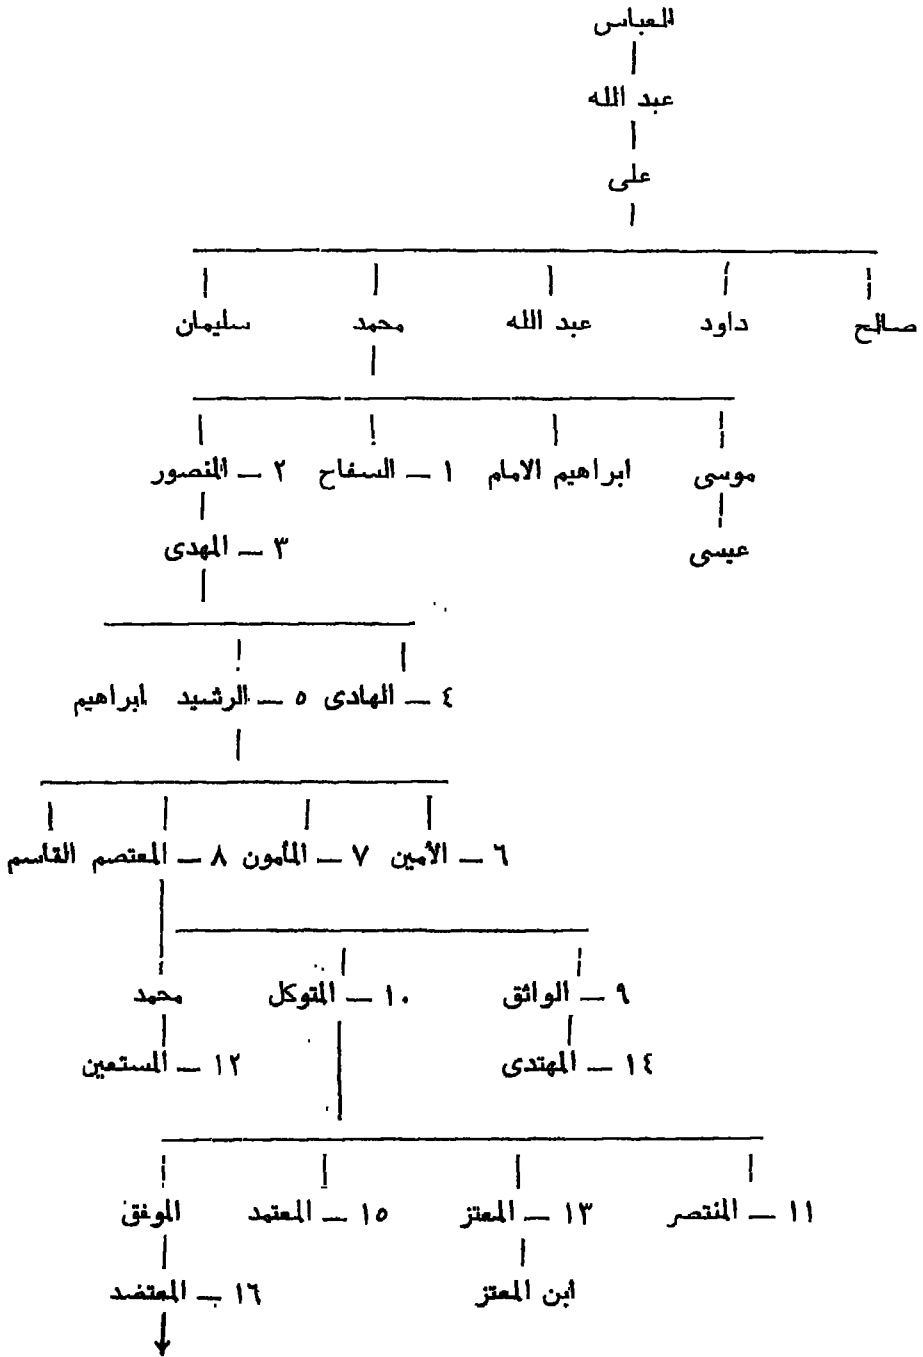 العباس
عبد الله
على
صالح داود عبد الله محمد سليمان
موسى ابراهيم الامام ١ — السفاح ٢ — المنصور
عيسى ٣ — المهدى
٤ — الهادى ٥ — الرشيد ابراهيم
٦ — الأمين ٧ — المأمون ٨ — المعتصم القاسم
٩ — الواثق ١٠ — المتوكل محمد
١٤ — المهتدى ١٢ — المستعين
١١ — المنتصر ١٣ — المعتز ١٥ — المعتمد الموفق
ابن المعتز ١٦ — المعتضد